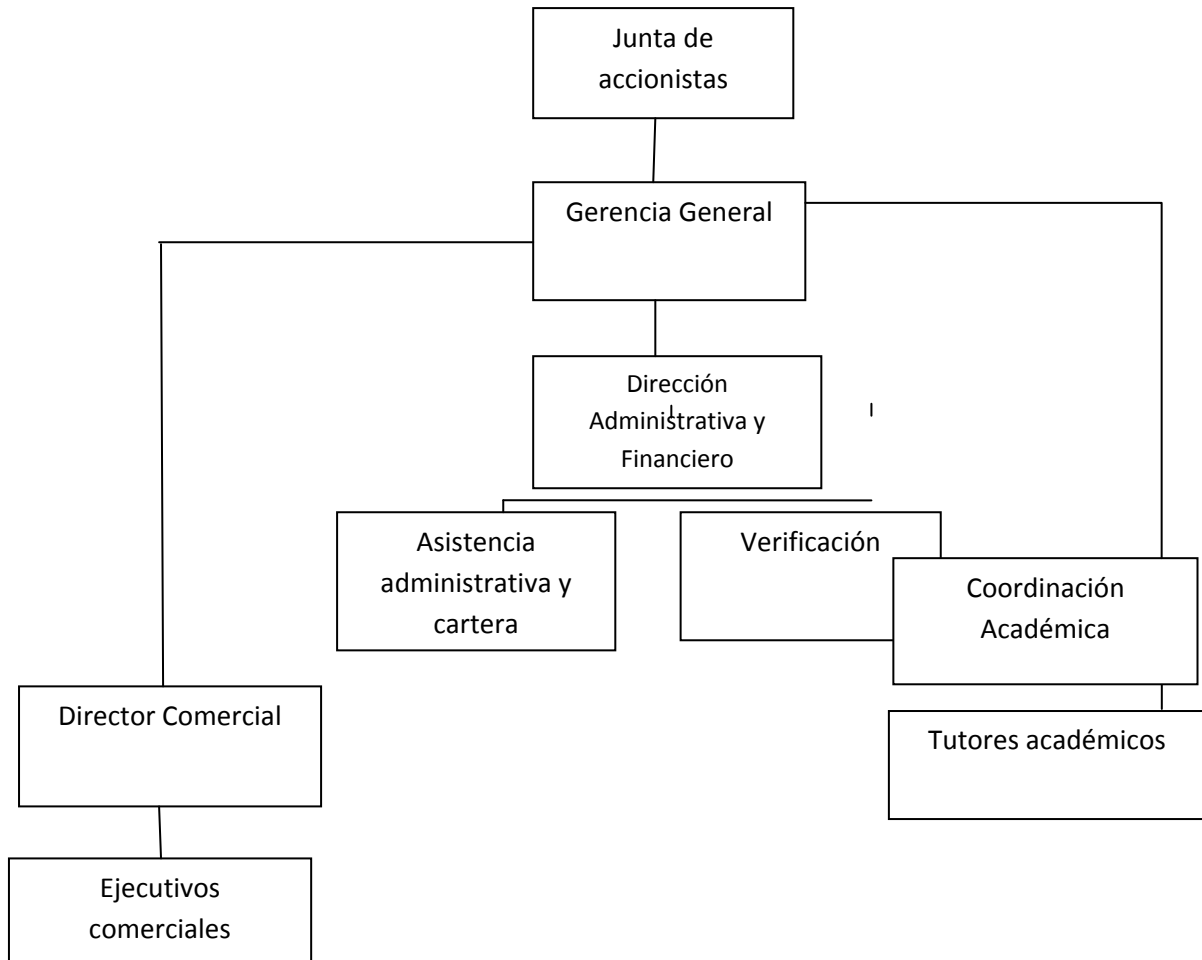 Junta de
accionistas
Gerencia General
Dirección
Administrativa y
Financiero
Asistencia
administrativa y
cartera
Verificación
Coordinación
Académica
Director Comercial
Tutores académicos
Ejecutivos
comerciales